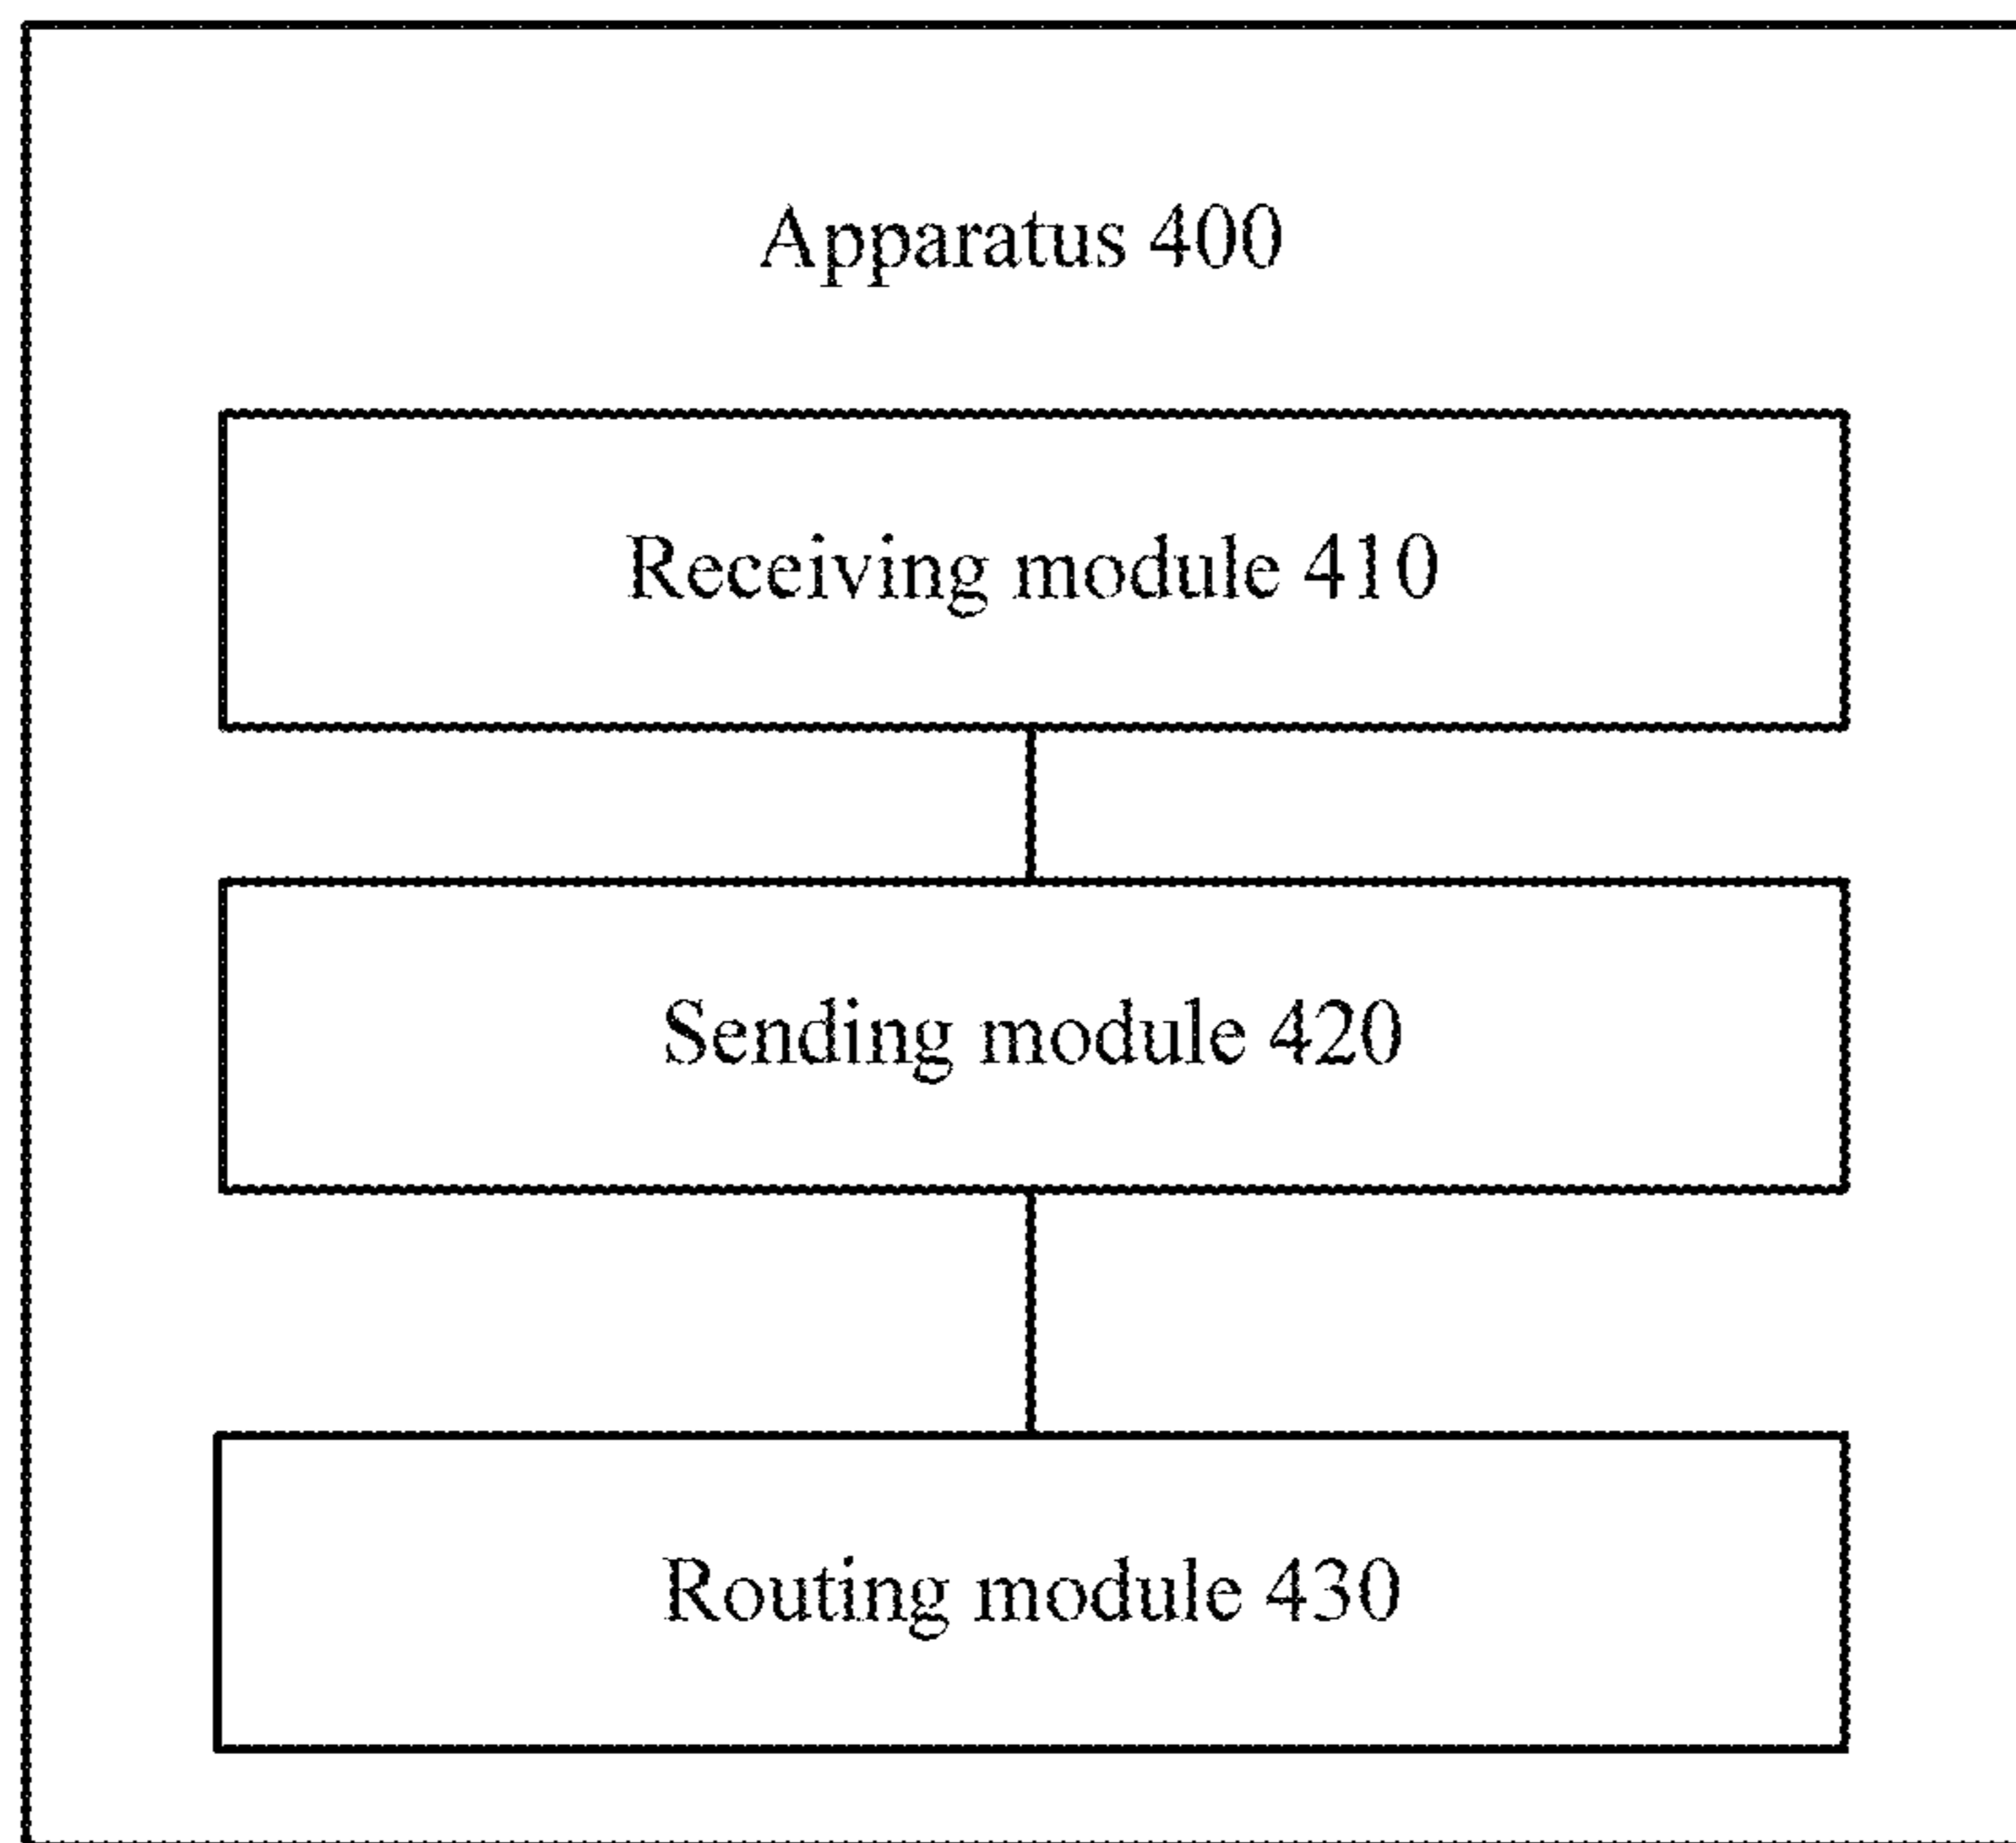 Apparatus 400
Receiving module 410
Sending module 420
Routing module 430